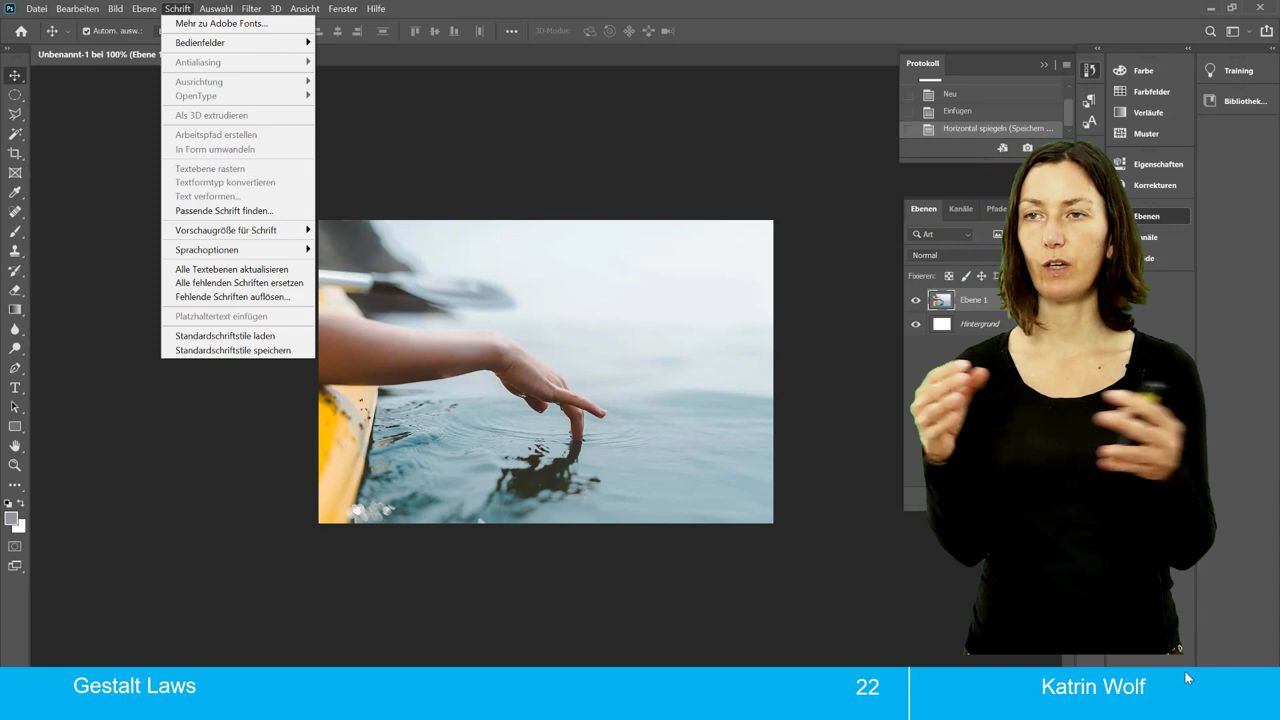 Ps Datei Bearbeiten Bild Ebene Schrift Auswahl Filter 3D Ansicht Fenster Hilfe
Autom. ausw.: 3D-Modus:
Unbenannt-1 bei 100% (Ebene 1
Mehr zu Adobe Fonts...
Bedienfelder
Antialiasing
Ausrichtung
OpenType
Als 3D extrudieren
Arbeitspfad erstellen
In Form umwandeln
Textebene rastern
Textformtyp konvertieren
Text verformen...
Passende Schrift finden...
Vorschaugröße für Schrift
Sprachoptionen
Alle Textebenen aktualisieren
Alle fehlenden Schriften ersetzen
Fehlende Schriften auflösen...
Platzhaltertext einfügen
Standardschriftstile laden
Standardschriftstile speichern
Protokoll
Neu
Einfügen
Horizontal spiegeln (Speichern ...
Ebenen Kanäle Pfade
Art
Normal
Fixieren:
Ebene 1
Hintergrund
Farbe
Farbfelder
Verläufe
Muster
Eigenschaften
Korrekturen
Ebenen
Training
Bibliothek...
Gestalt Laws 22 Katrin Wolf